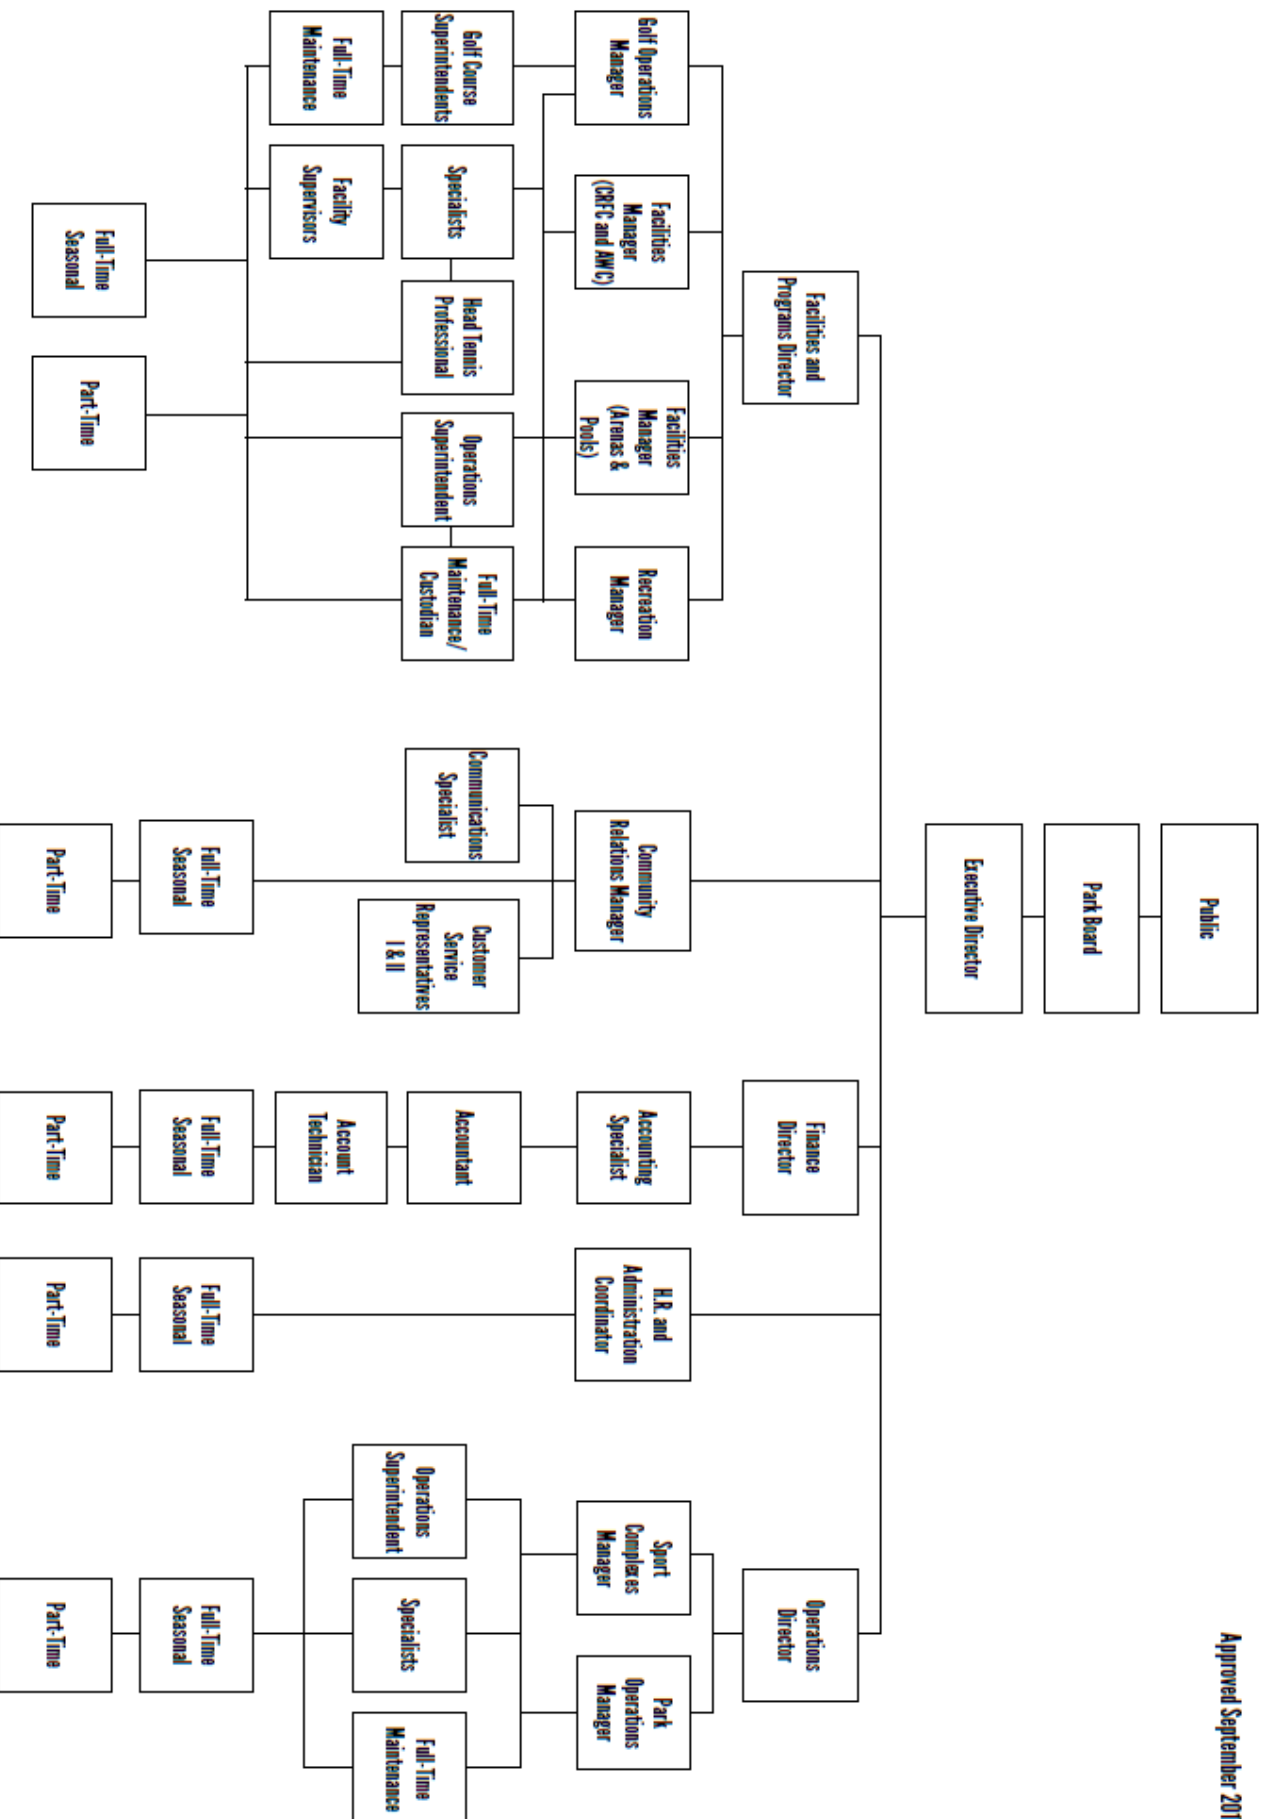 Approved September 201
Public
Park Board
Executive Director
Facilities and
Programs Director
Finance
Director
Operations
Director
Golf Operations
Manager
Facilities
Manager
(CRFC and AWC)
Facilities
Manager
(Arenas &
Pools)
Recreation
Manager
Community
Relations Manager
Accounting
Specialist
H.R. and
Administration
Coordinator
Sport
Complexes
Manager
Park
Operations
Manager
Golf Course
Superintendents
Specialists
Head Tennis
Professional
Operations
Superintendent
Full-Time
Maintenance/
Custodian
Communications
Specialist
Customer
Service
Representatives
I & II
Accountant
Operations
Superintendent
Specialists
Full-Time
Maintenance
Full-Time
Maintenance
Facility
Supervisors
Account
Technician
Full-Time
Seasonal
Full-Time
Seasonal
Full-Time
Seasonal
Full-Time
Seasonal
Full-Time
Seasonal
Part-Time
Part-Time
Part-Time
Part-Time
Part-Time